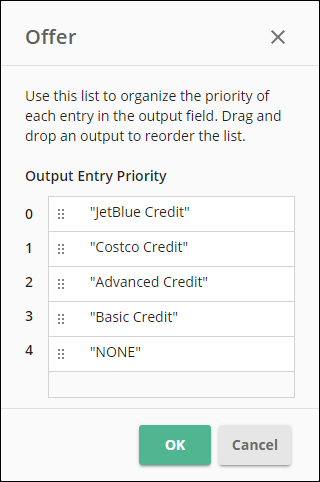 Offer
Use this list to organize the priority of
each entry in the output field. Drag and
drop an output to reorder the list.
Output Entry Priority
0 "JetBlue Credit"
1 "Costco Credit"
2 "Advanced Credit"
3 "Basic Credit"
4 "NONE"
OK Cancel